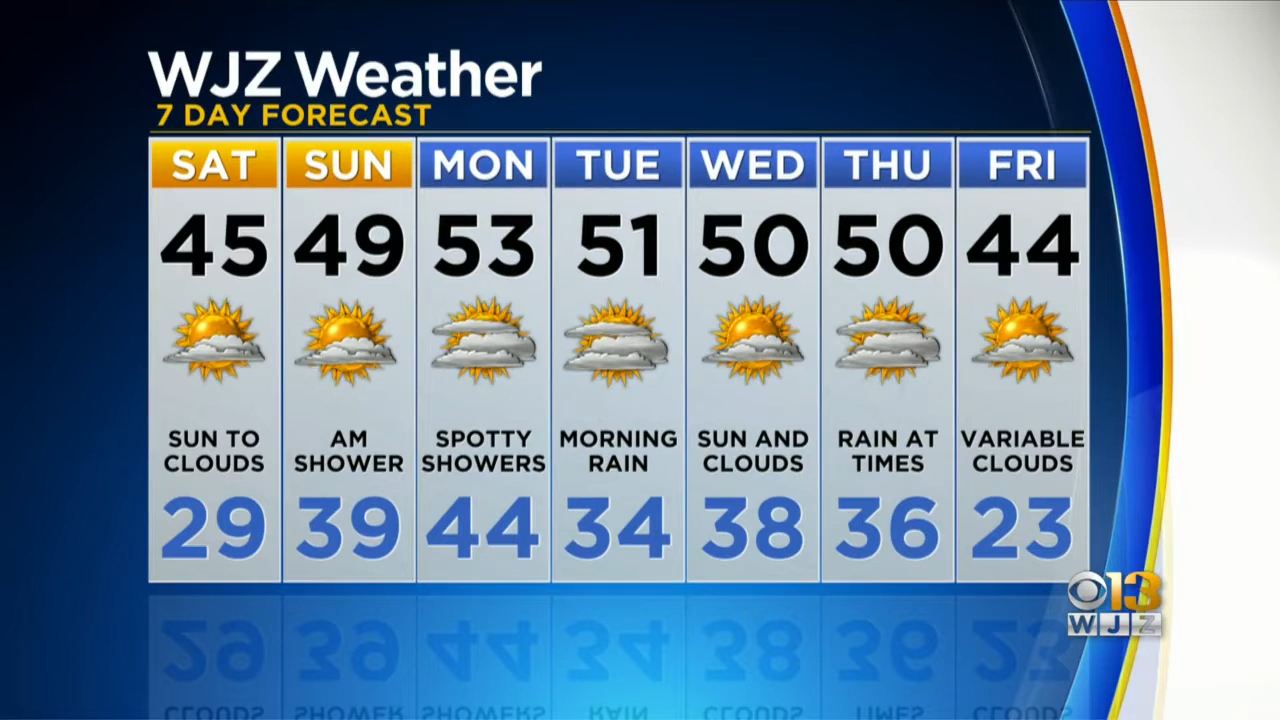 WJZ Weather
7 DAY FORECAST
SAT SUN MON TUE WED THU FRI
45 49 53 51 50 50 44
SUN TO AM SPOTTY MORNING SUN AND RAIN AT VARIABLE
CLOUDS SHOWER SHOWERS RAIN CLOUDS TIMES CLOUDS
29 39 44 34 38 36 23
13
WJZ